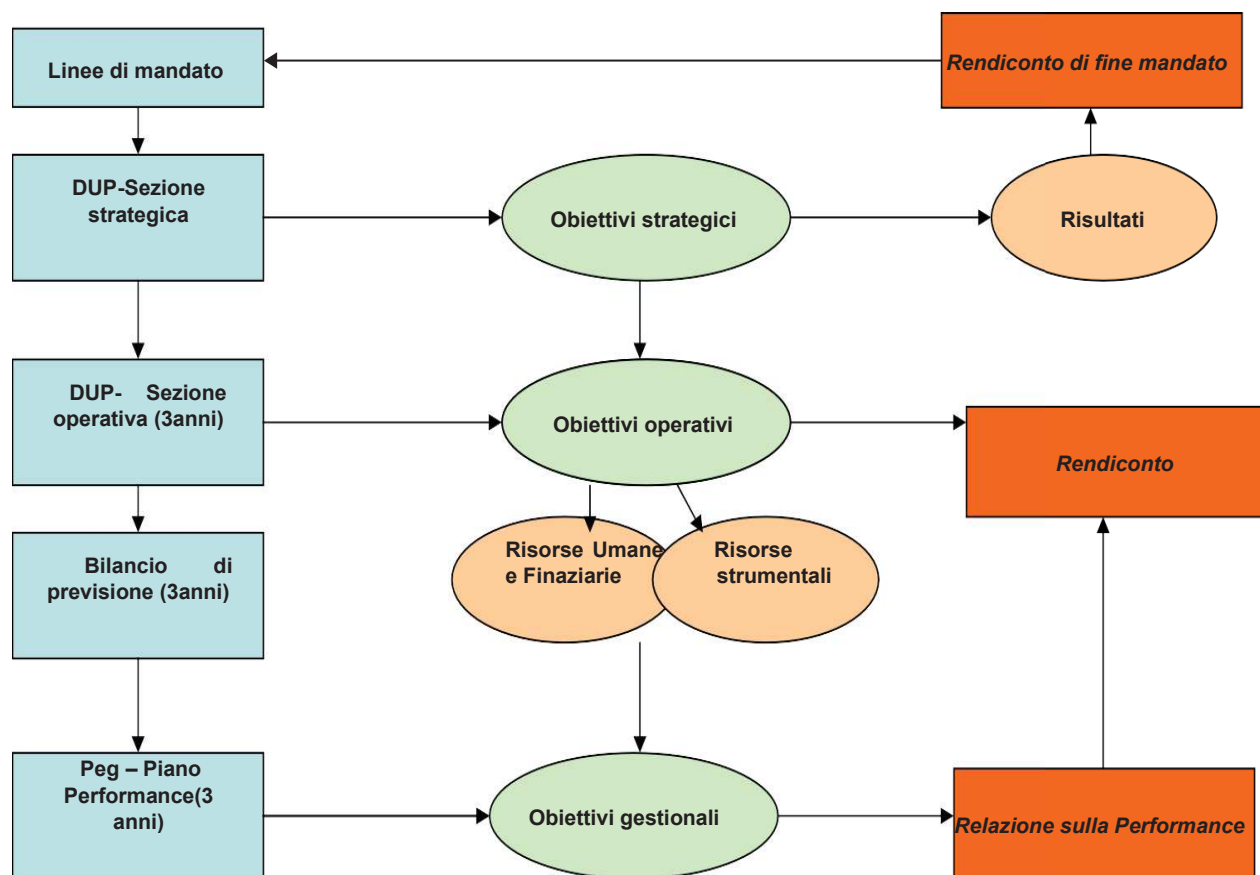 Linee di mandato
Rendiconto di fine mandato
DUP-Sezione
strategica
Obiettivi strategici
Risultati
DUP- Sezione
operativa (3anni)
Obiettivi operativi
Rendiconto
Bilancio di
previsione (3anni)
Risorse Umane
e Finaziarie
Risorse
strumentali
Peg – Piano
Performance(3
anni)
Obiettivi gestionali
Relazione sulla Performance